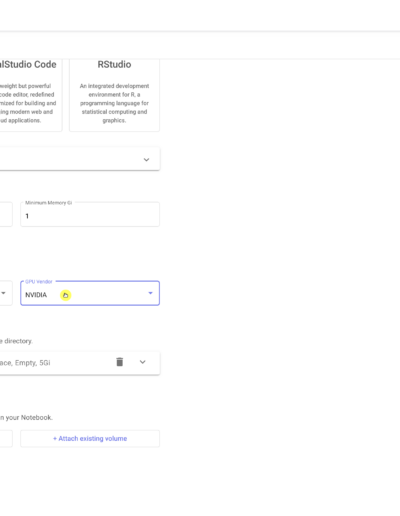 alStudio Code
RStudio
weight but powerful
code editor, redefined
mized for building and
ing modern web and
ud applications.
An integrated development
environment for R, a
programming language for
statistical computing and
graphics.
Minimum Memory Gi
1
GPU Vendor
NVIDIA
e directory.
ace, Empty, 5Gi
n your Notebook.
+ Attach existing volume